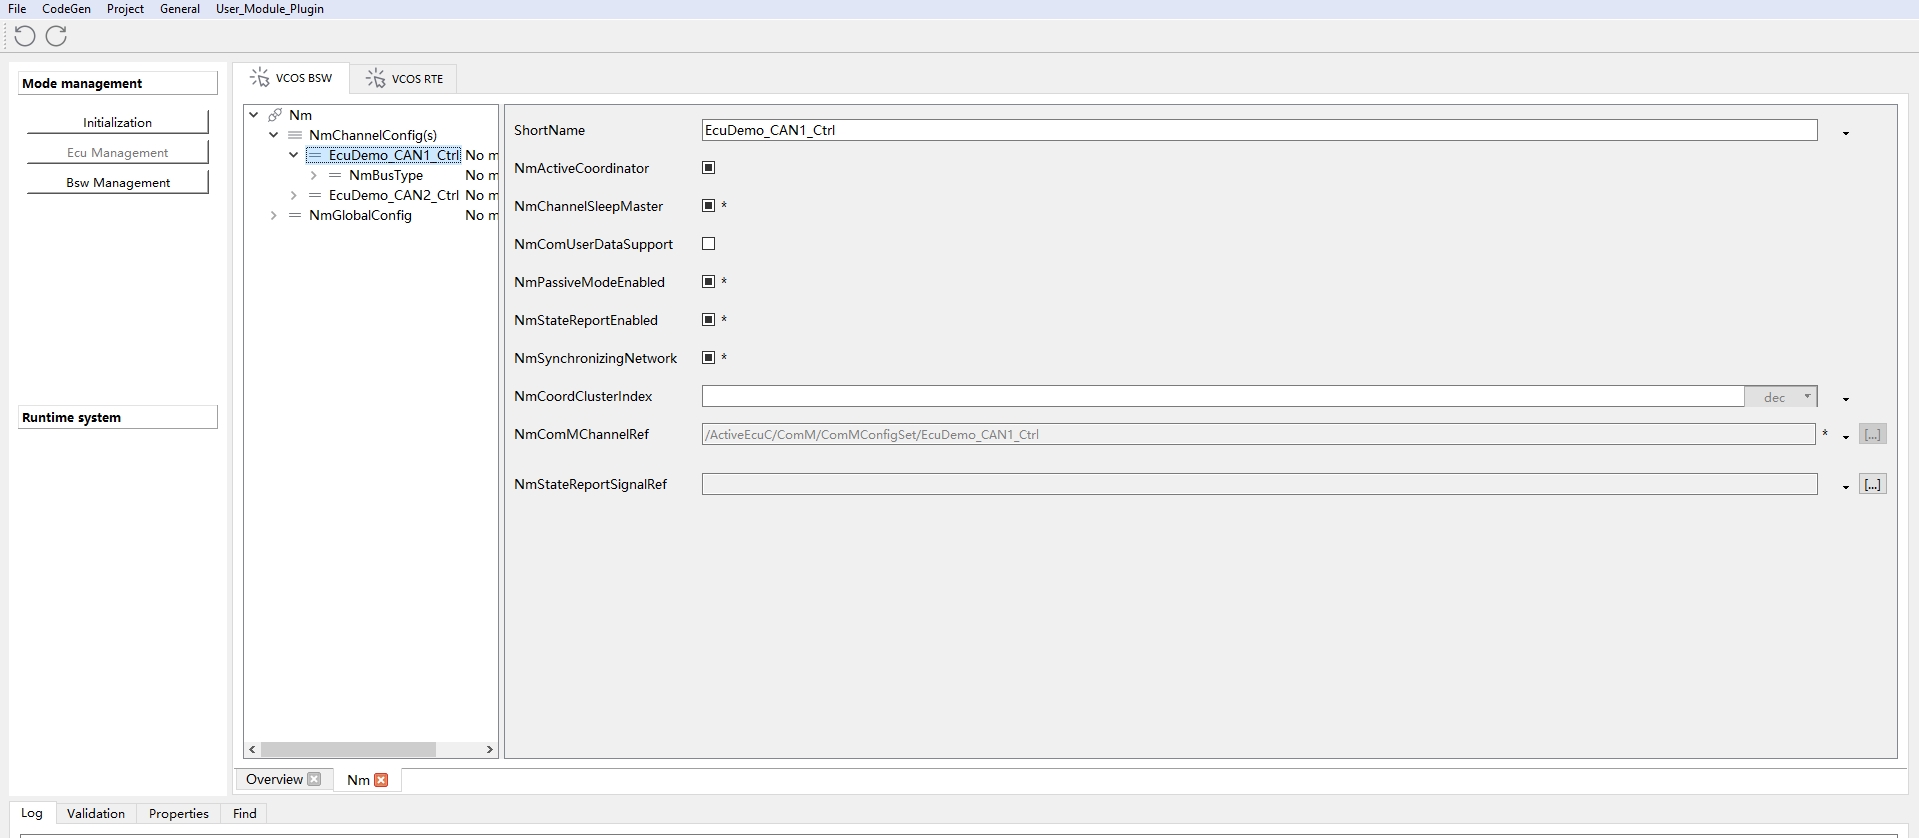 File CodeGen Project General User_Module_Plugin
Mode management
Initialization
Ecu Management
Bsw Management
Runtime system
VCOS BSW VCOS RTE
Nm
NmChannelConfig(s)
EcuDemo_CAN1_Ctrl No m
NmBusType No m
EcuDemo_CAN2_Ctrl No m
NmGlobalConfig No m
ShortName EcuDemo_CAN1_Ctrl
NmActiveCoordinator
NmChannelSleepMaster *
NmComUserDataSupport
NmPassiveModeEnabled *
NmStateReportEnabled *
NmSynchronizingNetwork *
NmCoordClusterIndex dec
NmComMChannelRef /ActiveEcuC/ComM/ComMConfigSet/EcuDemo_CAN1_Ctrl * [...]
NmStateReportSignalRef [...]
Overview Nm
Log Validation Properties Find